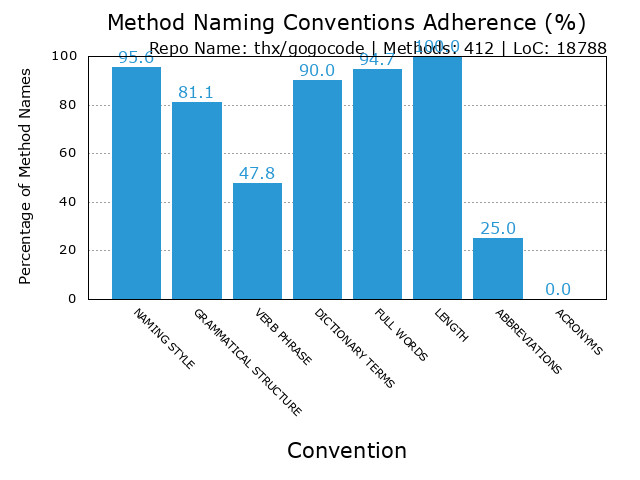 Method Naming Conventions Adherence (%)
Repo Name: thx/gogocode | Methods: 412 | LoC: 18788
Percentage of Method Names
100
80
60
40
20
0
95.6
81.1
47.8
90.0
94.7
100.0
25.0
0.0
NAMING STYLE
GRAMMATICAL STRUCTURE
VERB PHRASE
DICTIONARY TERMS
FULL WORDS
LENGTH
ABBREVIATIONS
ACRONYMS
Convention